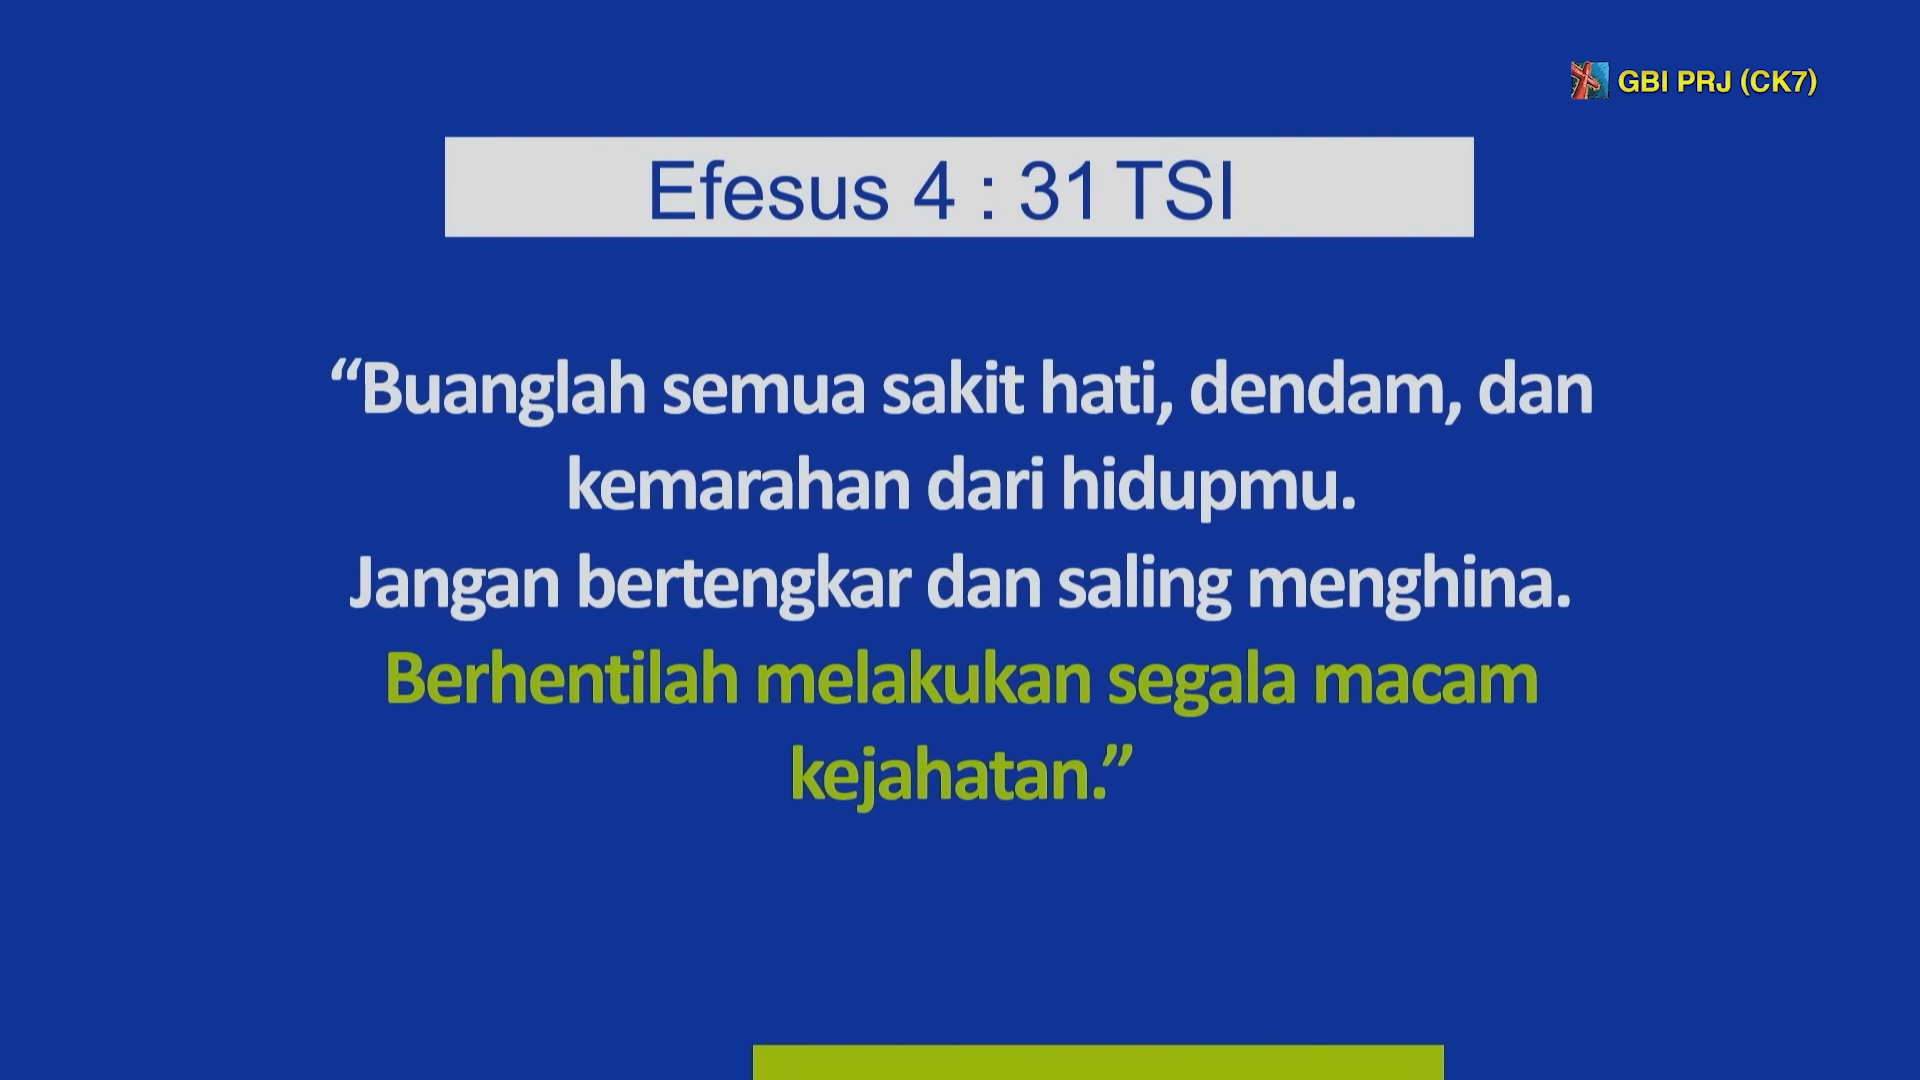 GBI PRJ (CK7)
Efesus 4 : 31 TSI
“Buanglah semua sakit hati, dendam, dan
kemarahan dari hidupmu.
Jangan bertengkar dan saling menghina.
Berhentilah melakukan segala macam
kejahatan.”